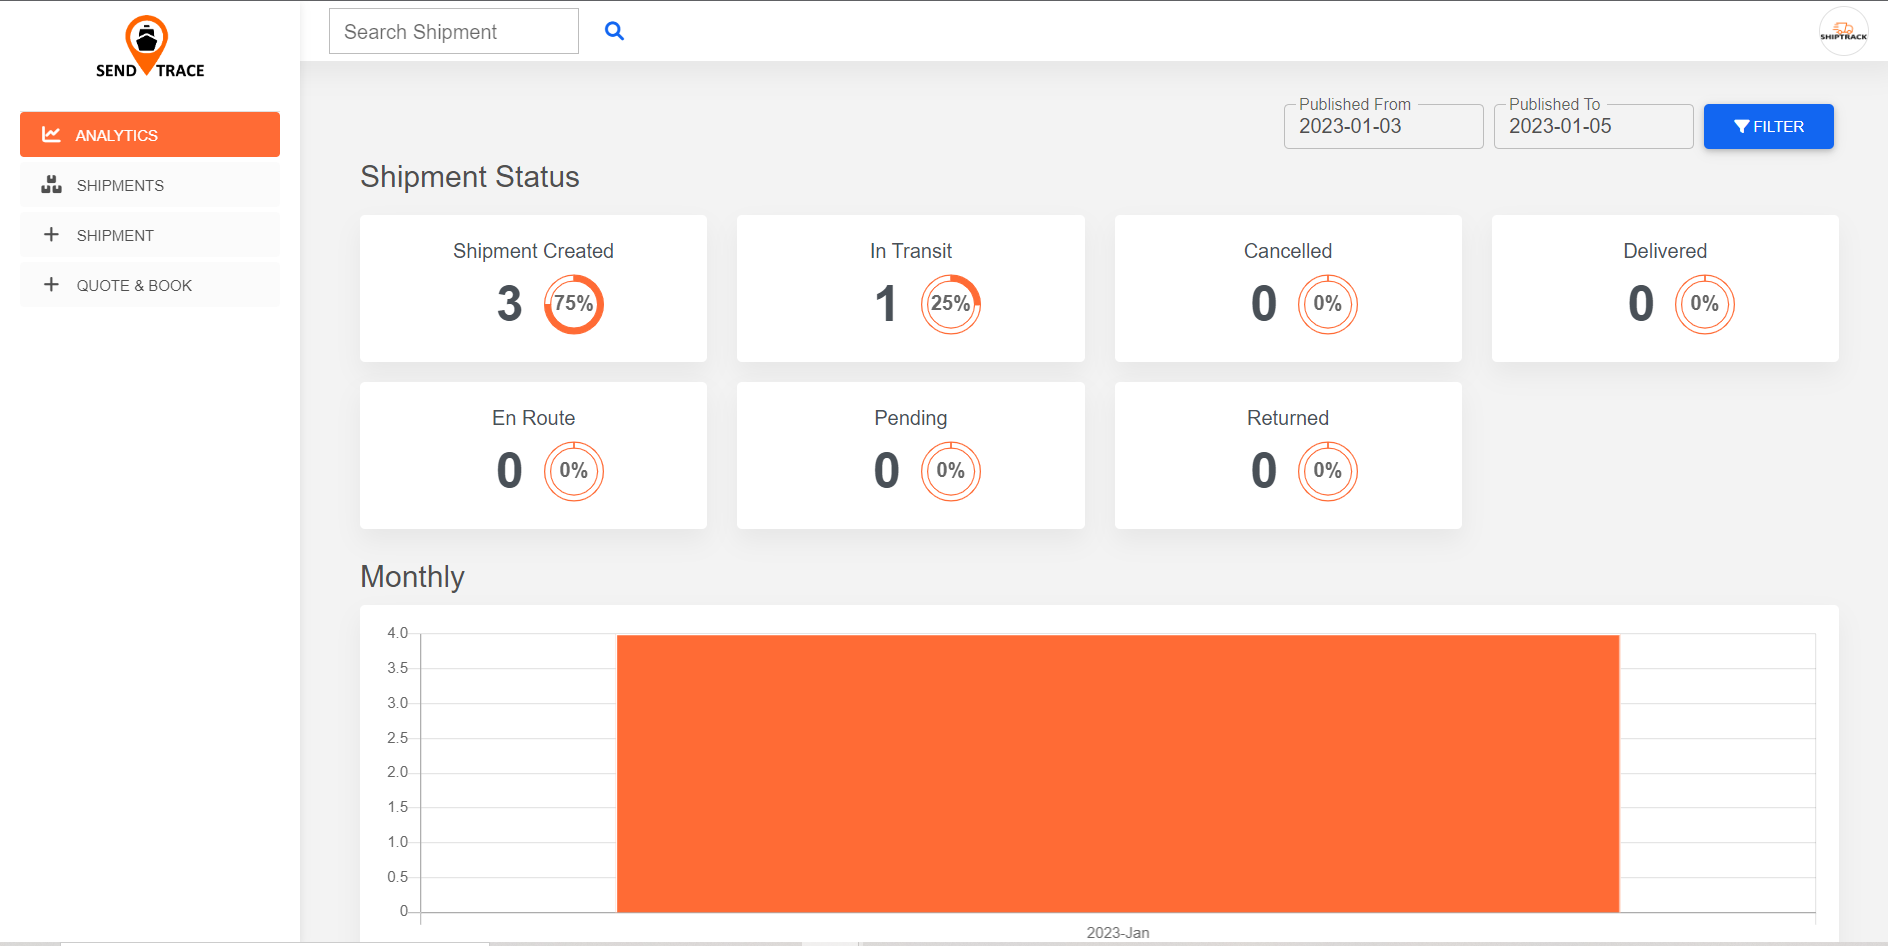 SEND TRACE
Search Shipment
SHIPTRACK
ANALYTICS
SHIPMENTS
SHIPMENT
QUOTE & BOOK
Published From
2023-01-03
Published To
2023-01-05
FILTER
Shipment Status
Shipment Created
3 75%
In Transit
1 25%
Cancelled
0 0%
Delivered
0 0%
En Route
0 0%
Pending
0 0%
Returned
0 0%
Monthly
4.0
3.5
3.0
2.5
2.0
1.5
1.0
0.5
0
2023-Jan